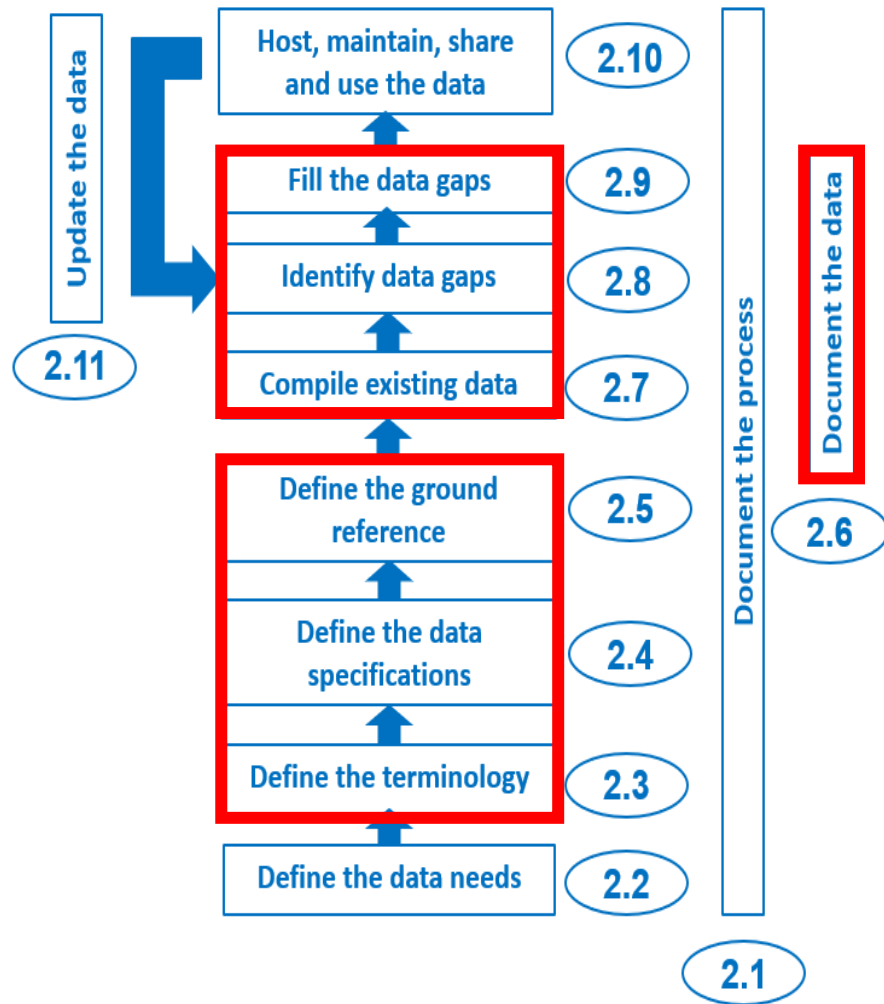 Host, maintain, share
and use the data
2.10
Fill the data gaps
2.9
Identify data gaps
2.8
Compile existing data
2.7
Define the ground
reference
2.5
Define the data
specifications
2.4
Define the terminology
2.3
Define the data needs
2.2
Update the data
2.11
Document the process
2.1
Document the data
2.6